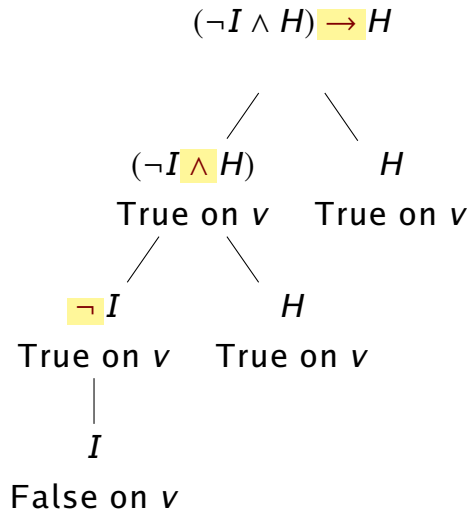 (¬I ∧ H) → H
(¬I ∧ H) H
True on v True on v
¬ I H
True on v True on v
I
False on v